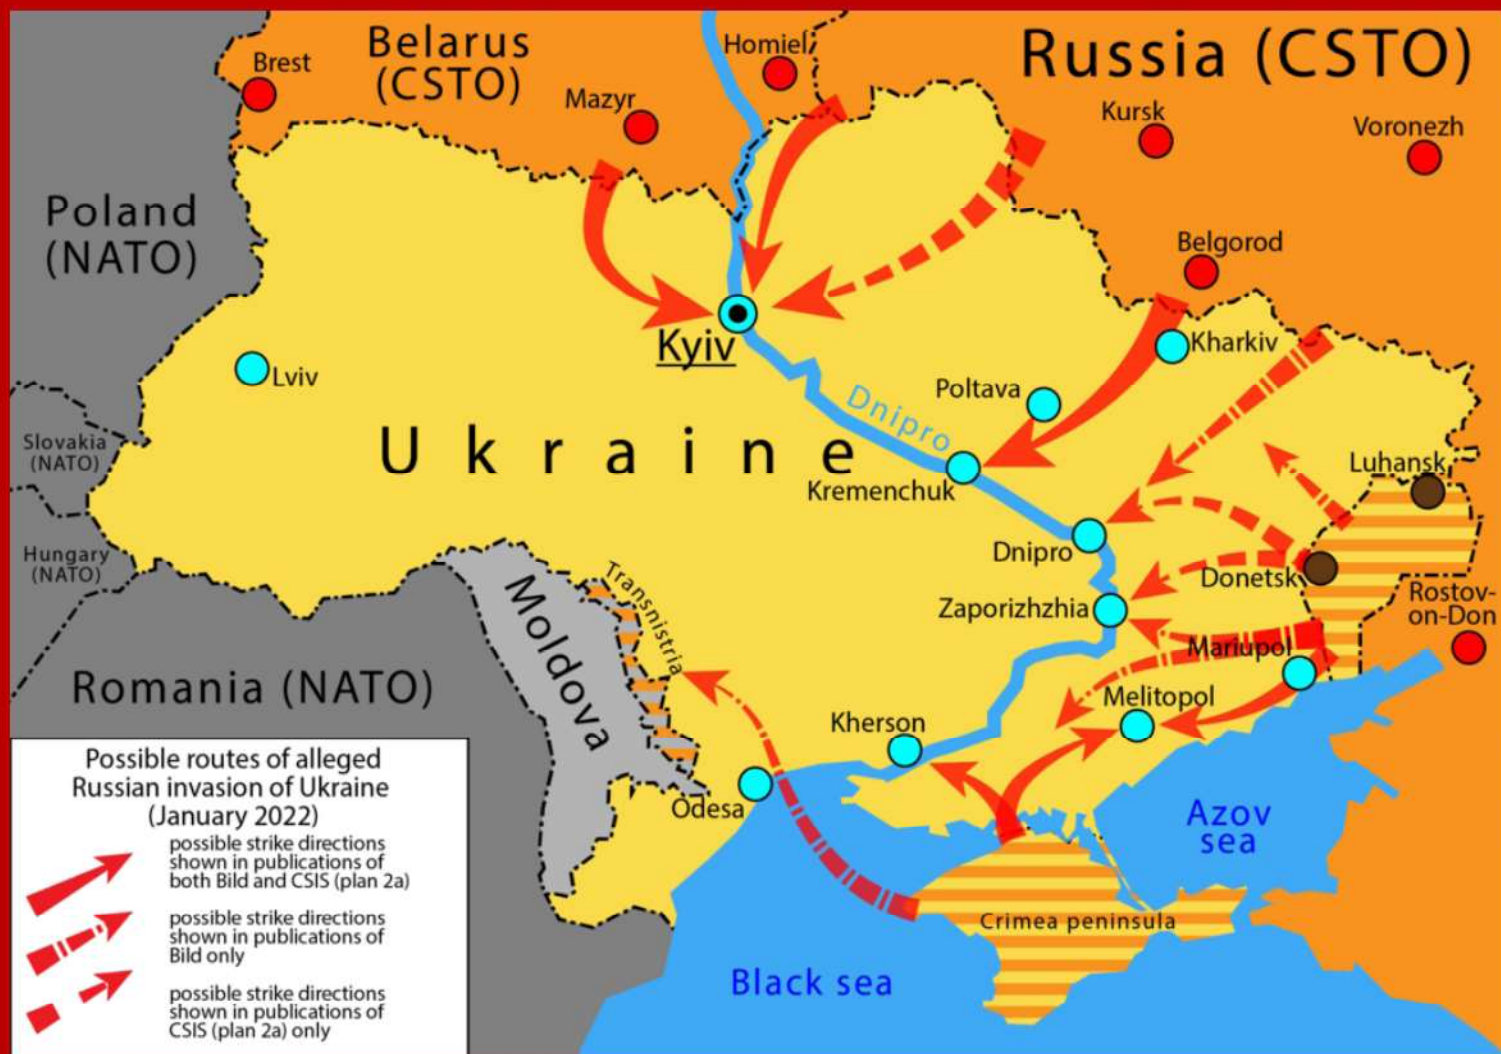 Belarus
(CSTO)
Homiel
Russia (CSTO)
Brest
Mazyr
Kursk
Voronezh
Poland
(NATO)
Belgorod
Kyiv
Kharkiv
Lviv
Poltava
Dnipro
Ukraine
Slovakia
(NATO)
Kremenchuk
Luhansk
Hungary
(NATO)
Dnipro
Donetsk
Transnistria
Moldova
Zaporizhzhia
Rostov-
on-Don
Mariupol
Romania (NATO)
Melitopol
Kherson
Odesa
Azov
sea
Crimea peninsula
Black sea
Possible routes of alleged
Russian invasion of Ukraine
(January 2022)
possible strike directions
shown in publications of
both Bild and CSIS (plan 2a)
possible strike directions
shown in publications of
Bild only
possible strike directions
shown in publications of
CSIS (plan 2a) only